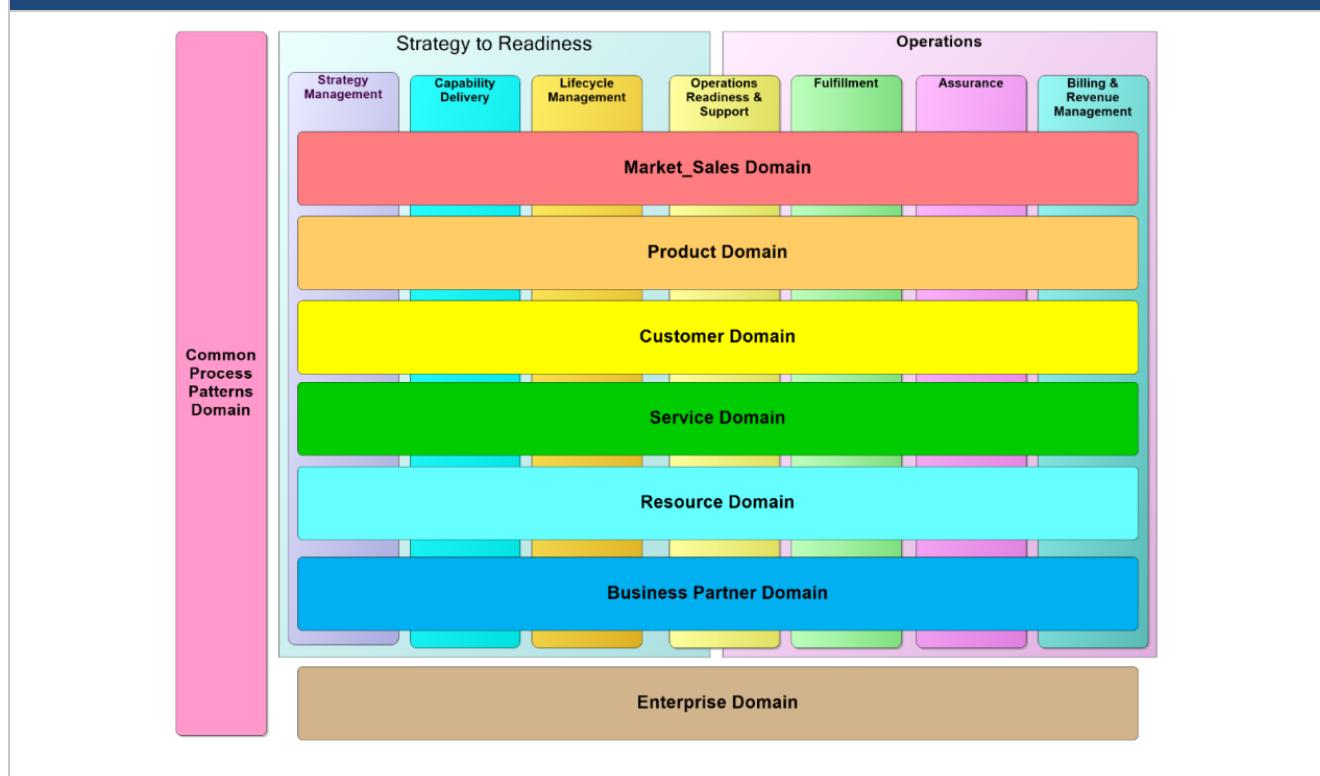 Strategy to Readiness
Operations
Strategy
Management
Capability
Delivery
Lifecycle
Management
Operations
Readiness &
Support
Fulfillment
Assurance
Billing &
Revenue
Management
Market_Sales Domain
Product Domain
Customer Domain
Common
Process
Patterns
Domain
Service Domain
Resource Domain
Business Partner Domain
Enterprise Domain